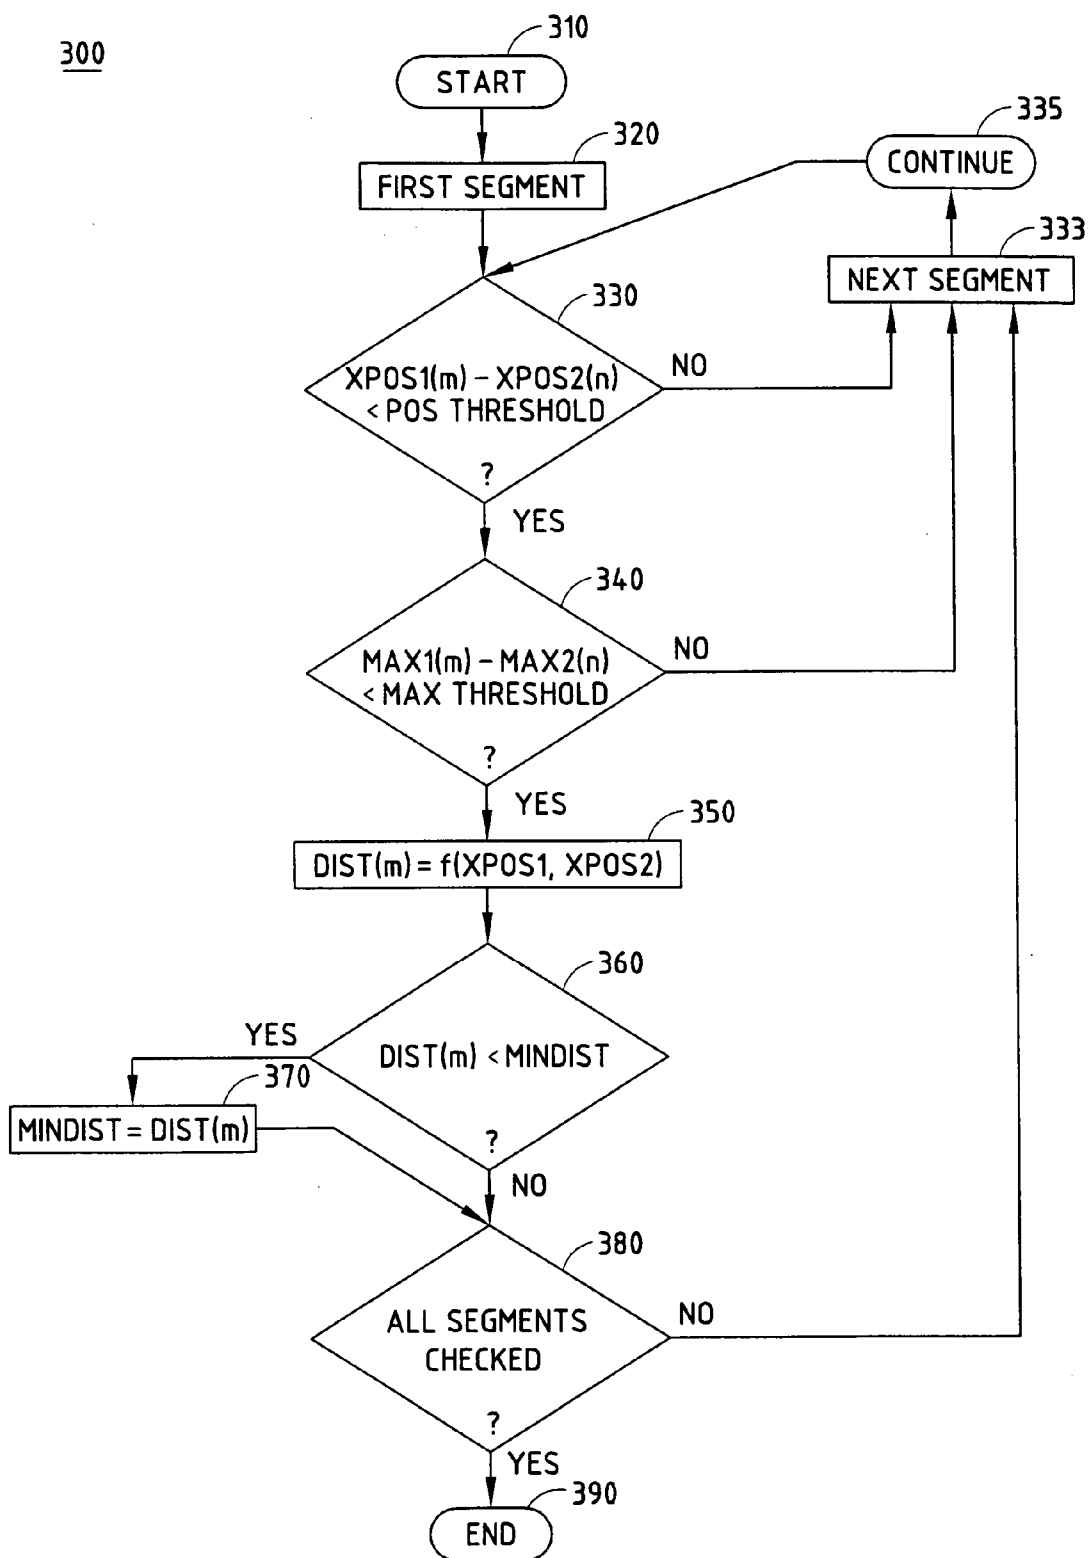 300
310
START
320
FIRST SEGMENT
335
CONTINUE
333
NEXT SEGMENT
330
XPOS1(m) – XPOS2(n)
< POS THRESHOLD
?
NO
YES
340
MAX1(m) – MAX2(n)
< MAX THRESHOLD
?
NO
YES
350
DIST(m) = f(XPOS1, XPOS2)
360
DIST(m) < MINDIST
?
YES
370
MINDIST = DIST(m)
NO
380
ALL SEGMENTS
CHECKED
?
NO
YES
390
END